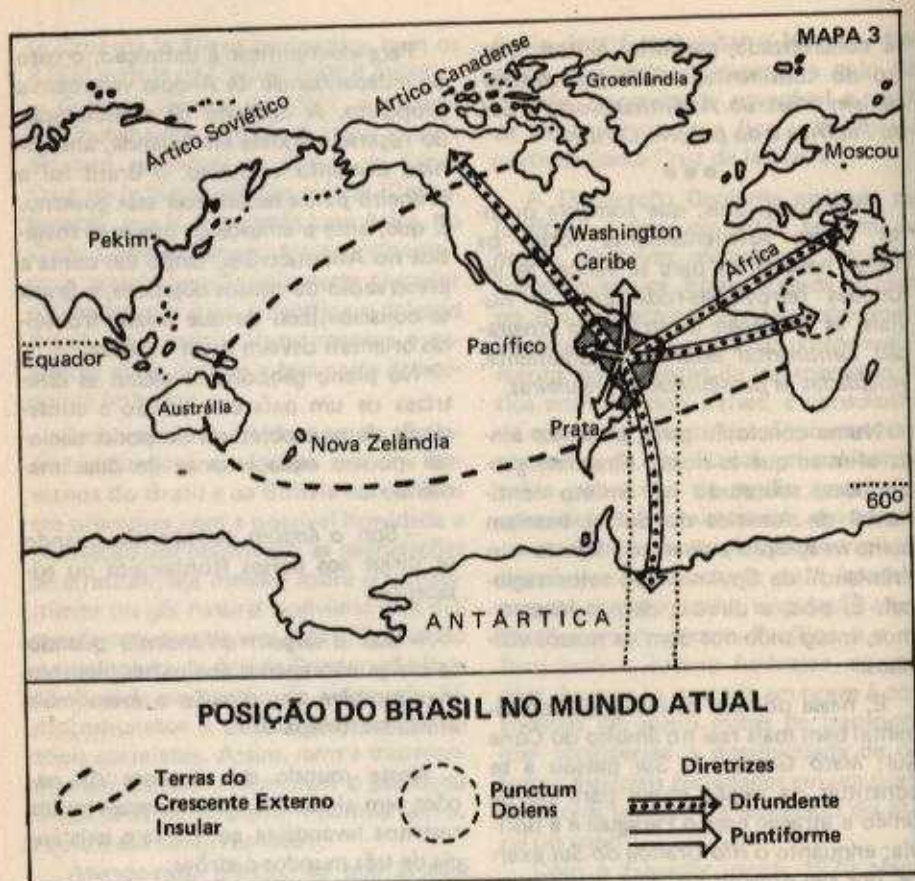 MAPA 3
Ártico Canadense
Groenlândia
Ártico Soviético
Moscou
Pekim
Washington
Caribe
África
Equador
Pacífico
Austrália
Prata
Nova Zelândia
60º
ANTÁRTICA
POSIÇÃO DO BRASIL NO MUNDO ATUAL
Terras do
Crescente Externo
Insular
Punctum
Dolens
Diretrizes
Difundente
Puntiforme